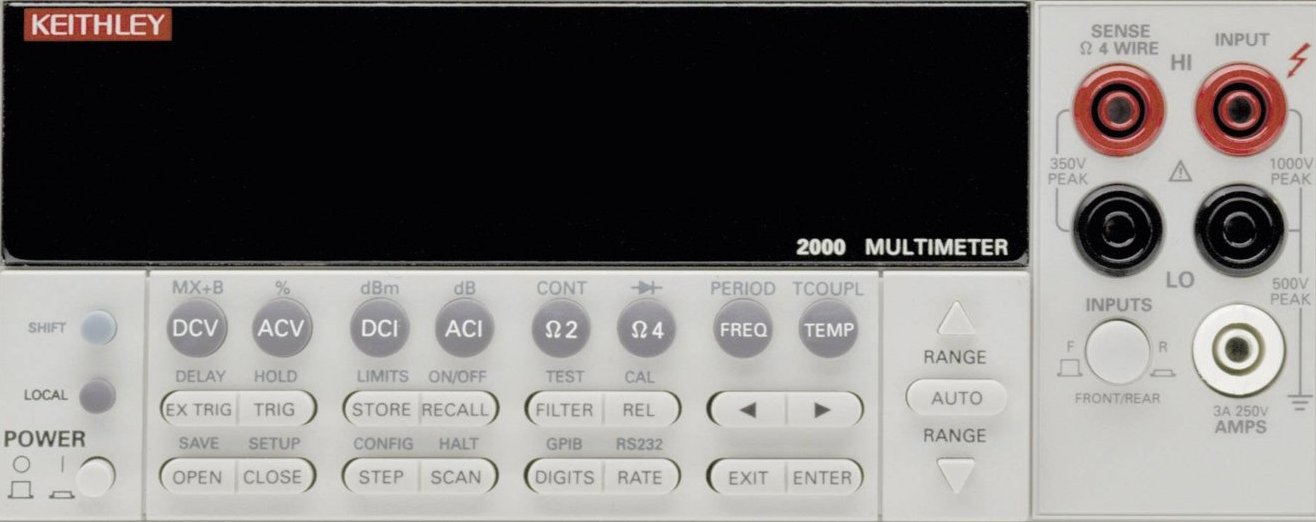 KEITHLEY
2000 MULTIMETER
SENSE
Ω 4 WIRE
HI
INPUT
350V
PEAK
1000V
PEAK
LO
500V
PEAK
INPUTS
F
R
FRONT/REAR
3A 250V
AMPS
SHIFT
LOCAL
POWER
MX+B % dBm dB CONT PERIOD TCOUPL
DCV ACV DCI ACI Ω2 Ω4 FREQ TEMP
DELAY HOLD LIMITS ON/OFF TEST CAL
EX TRIG TRIG STORE RECALL FILTER REL
SAVE SETUP CONFIG HALT GPIB RS232
OPEN CLOSE STEP SCAN DIGITS RATE EXIT ENTER
RANGE
AUTO
RANGE